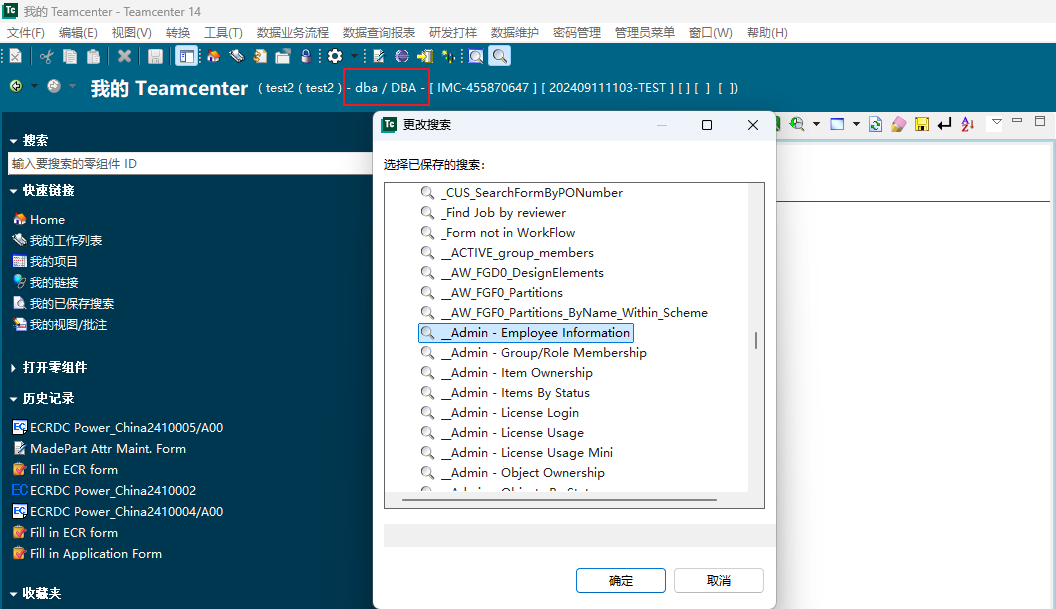 我的 Teamcenter - Teamcenter 14
文件(F) 编辑(E) 视图(V) 转换 工具(T) 数据业务流程 数据查询报表 研发打样 数据维护 密码管理 管理员菜单 窗口(W) 帮助(H)
我的 Teamcenter ( test2 ( test2 ) - dba / DBA - [ IMC-455870647 ] [ 202409111103-TEST ] [ ] [ ] [ ])
搜索
输入要搜索的零组件 ID
快速链接
Home
我的工作列表
我的项目
我的链接
我的已保存搜索
我的视图/批注
打开零组件
历史记录
ECRDC Power_China2410005/A00
MadePart Attr Maint. Form
Fill in ECR form
ECRDC Power_China2410002
ECRDC Power_China2410004/A00
Fill in ECR form
Fill in Application Form
收藏夹
更改搜索
选择已保存的搜索:
_CUS_SearchFormByPONumber
_Find Job by reviewer
_Form not in WorkFlow
__ACTIVE_group_members
__AW_FGD0_DesignElements
__AW_FGF0_Partitions
__AW_FGF0_Partitions_ByName_Within_Scheme
__Admin - Employee Information
__Admin - Group/Role Membership
__Admin - Item Ownership
__Admin - Items By Status
__Admin - License Login
__Admin - License Usage
__Admin - License Usage Mini
__Admin - Object Ownership
确定 取消